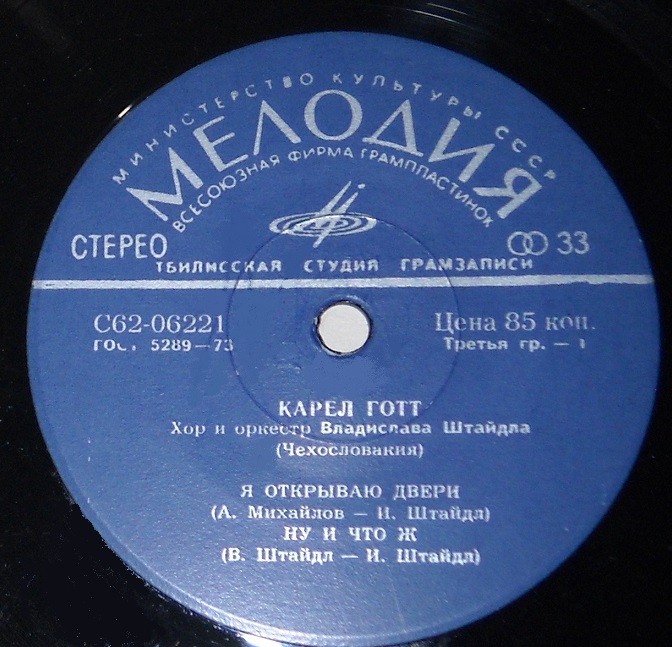 МИНИСТЕРСТВО КУЛЬТУРЫ СССР
МЕЛОДИЯ
ВСЕСОЮЗНАЯ ФИРМА ГРАМПЛАСТИНОК
СТЕРЕО 33
ТБИЛИССКАЯ СТУДИЯ ГРАМЗАПИСИ
С62-06221 Цена 85 коп.
ГОСТ 5289-73 Третья гр. — 1
КАРЕЛ ГОТТ
Хор и оркестр Владислава Штайдла
(Чехословакия)
Я ОТКРЫВАЮ ДВЕРИ
(А. Михайлов — И. Штайдл)
НУ И ЧТО Ж
(В. Штайдл — И. Штайдл)